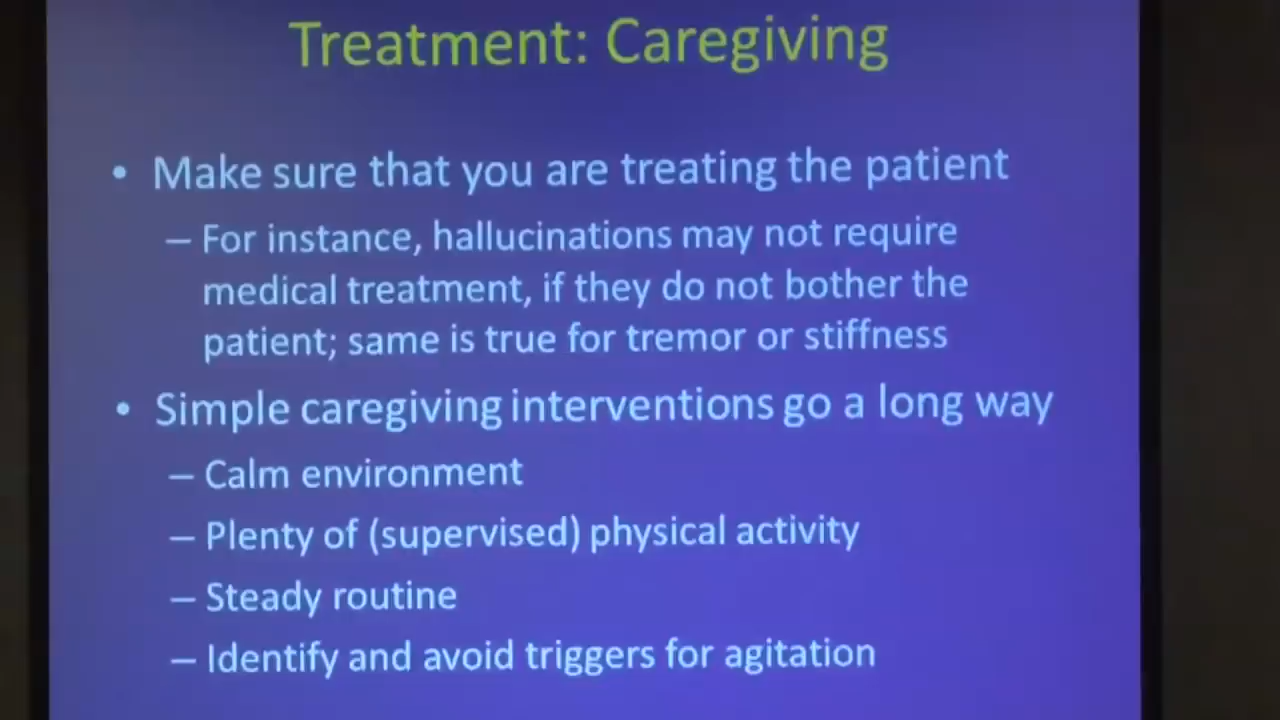 Treatment: Caregiving
• Make sure that you are treating the patient
– For instance, hallucinations may not require
medical treatment, if they do not bother the
patient; same is true for tremor or stiffness
• Simple caregiving interventions go a long way
– Calm environment
– Plenty of (supervised) physical activity
– Steady routine
– Identify and avoid triggers for agitation